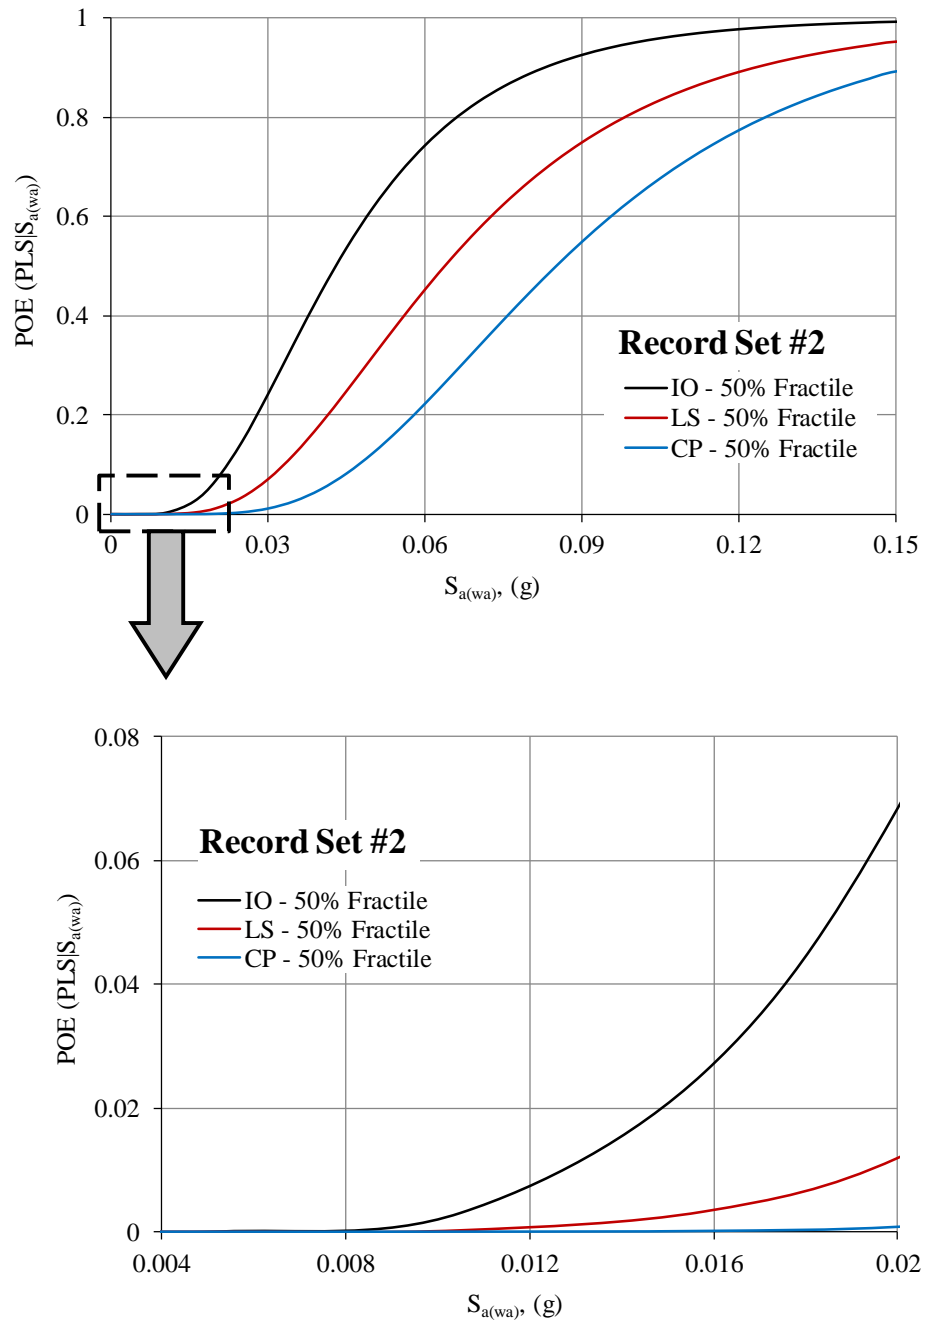 1
0.8
0.6
0.4
0.2
0
POE (PLS|Sa(wa))
Record Set #2
IO - 50% Fractile
LS - 50% Fractile
CP - 50% Fractile
0 0.03 0.06 0.09 0.12 0.15
Sa(wa), (g)
0.08
0.06
0.04
0.02
0
POE (PLS|Sa(wa))
Record Set #2
IO - 50% Fractile
LS - 50% Fractile
CP - 50% Fractile
0.004 0.008 0.012 0.016 0.02
Sa(wa), (g)